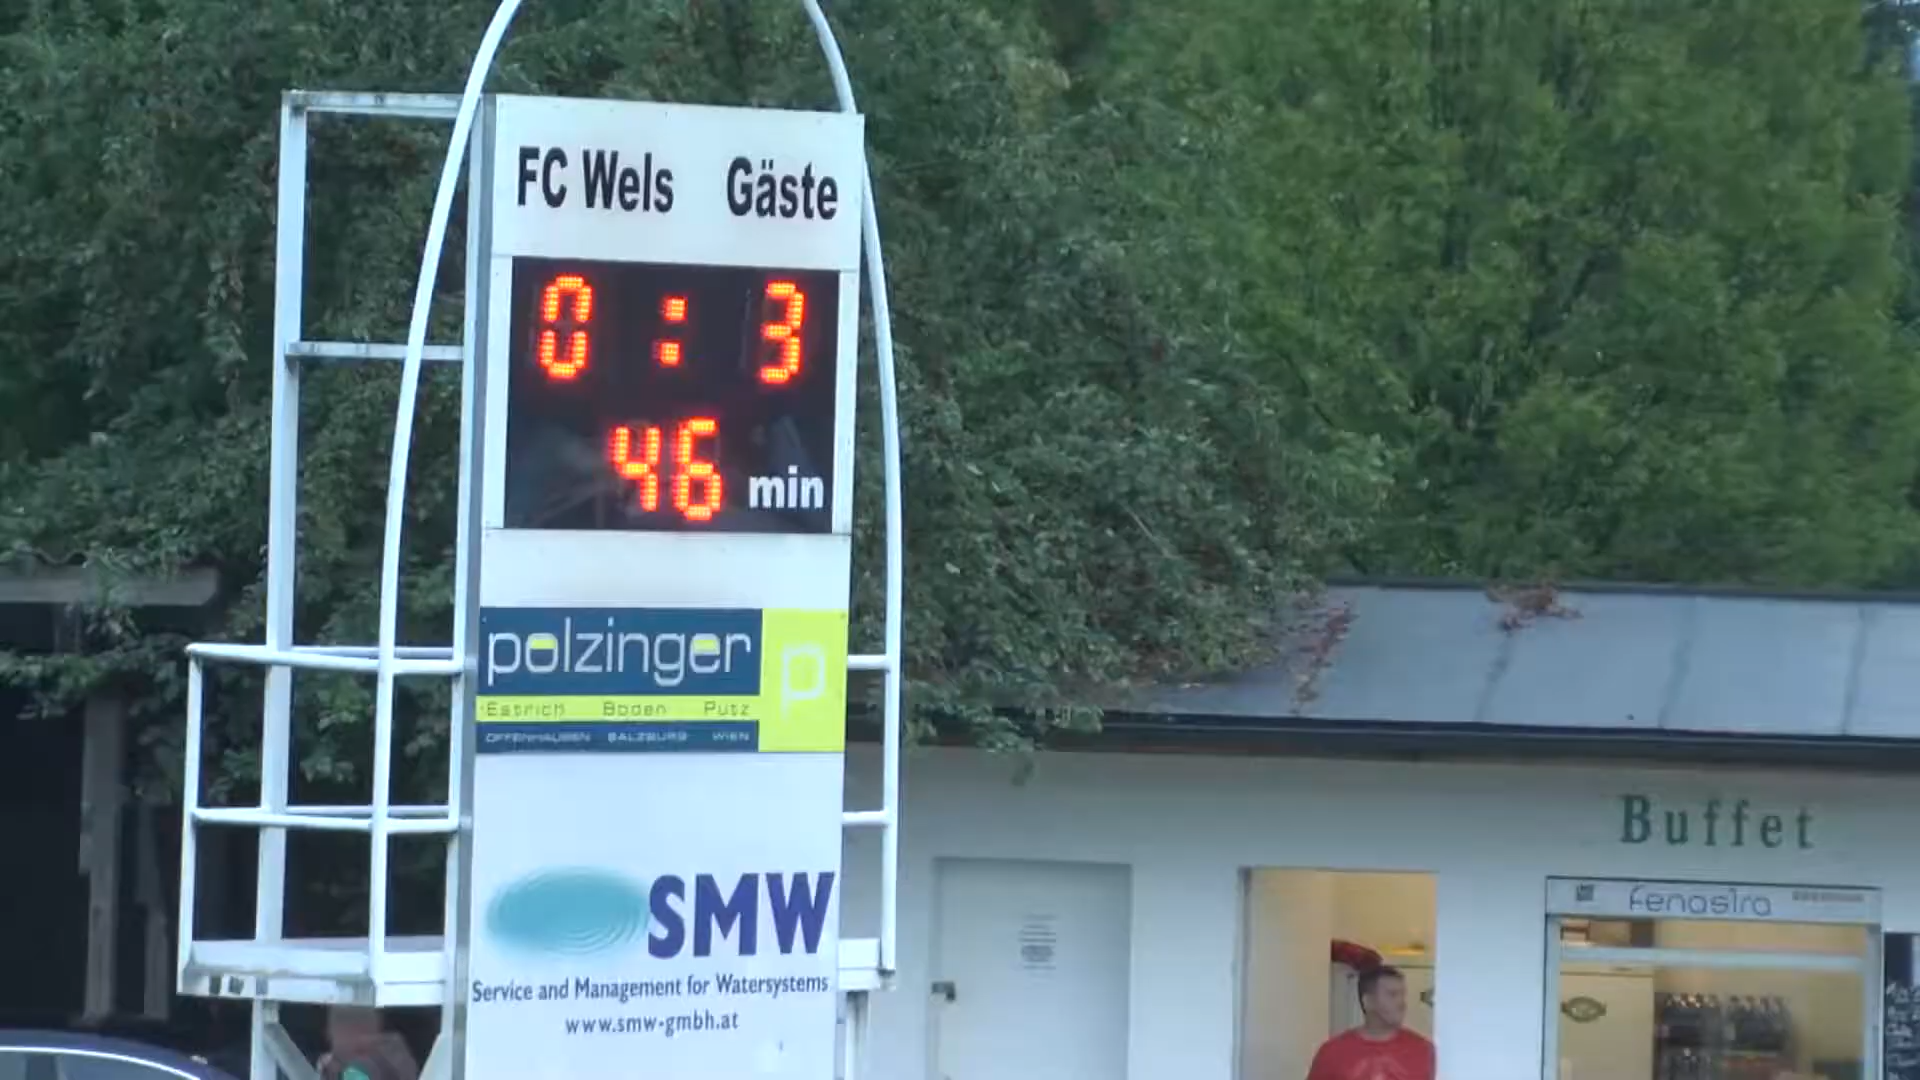 FC Wels Gäste
0 : 3
46 min
polzinger p
Estrich Boden Putz
OFFENHAUSEN SALZBURG WIEN
SMW
Service and Management for Watersystems
www.smw-gmbh.at
Buffet
fenastra